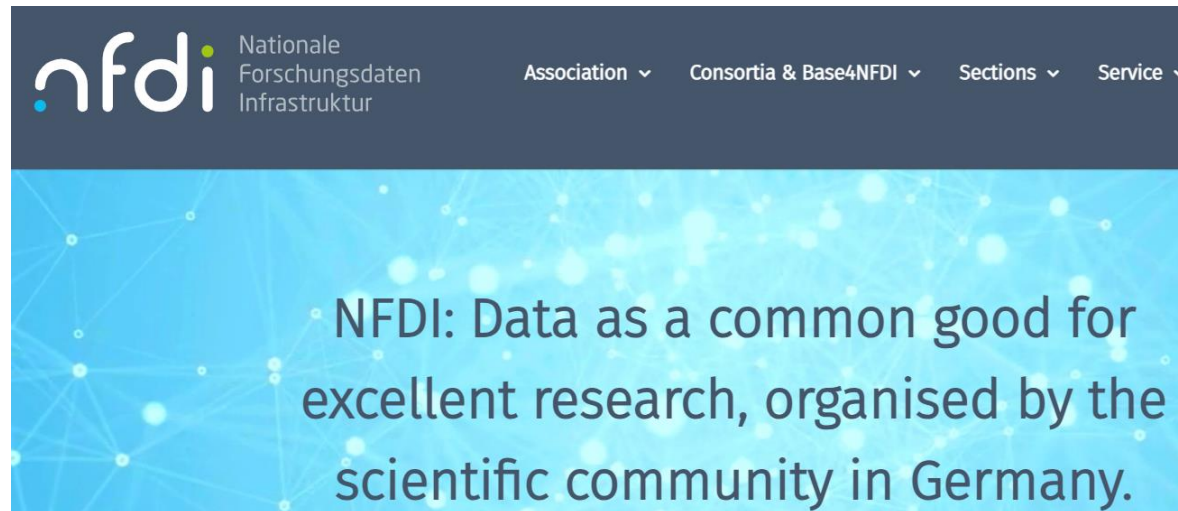 nfdi
Nationale
Forschungsdaten
Infrastruktur
Association
Consortia & Base4NFDI
Sections
Service
NFDI: Data as a common good for
excellent research, organised by the
scientific community in Germany.